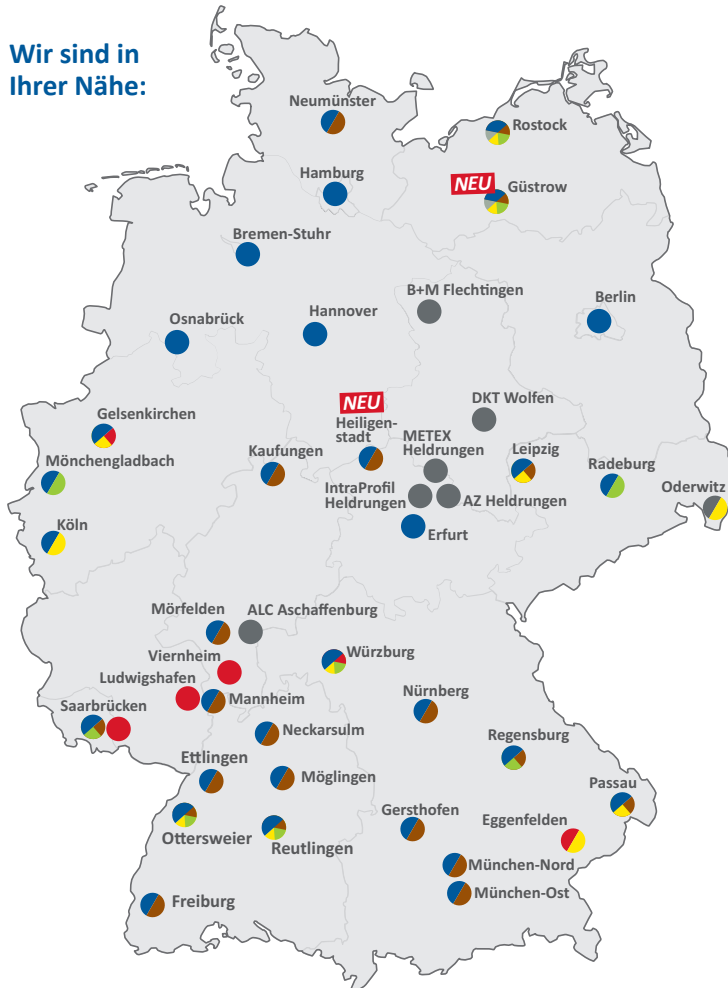 Wir sind in
Ihrer Nähe:
Neumünster
Rostock
Hamburg
NEU
Güstrow
Bremen-Stuhr
B+M Flechtingen
Berlin
Osnabrück
Hannover
NEU
DKT Wolfen
Gelsenkirchen
Heiligen-
stadt
METEX
Heldrungen
Leipzig
Mönchengladbach
Kaufungen
Radeburg
Oderwitz
IntraProfil
Heldrungen
AZ Heldrungen
Köln
Erfurt
Mörfelden
ALC Aschaffenburg
Viernheim
Würzburg
Ludwigshafen
Mannheim
Nürnberg
Saarbrücken
Neckarsulm
Regensburg
Ettlingen
Möglingen
Passau
Gersthofen
Eggenfelden
Ottersweier
Reutlingen
München-Nord
München-Ost
Freiburg